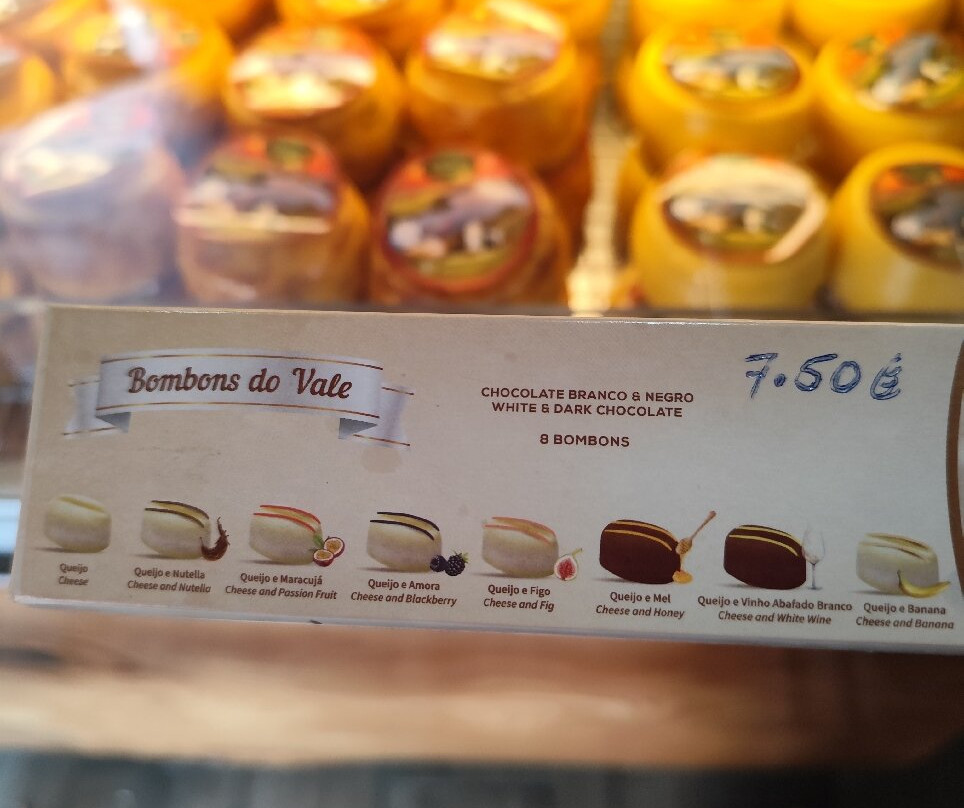 Bombons do Vale
CHOCOLATE BRANCO & NEGRO
WHITE & DARK CHOCOLATE
8 BOMBONS
7.50€
Queijo
Cheese
Queijo e Nutella
Cheese and Nutella
Queijo e Maracujá
Cheese and Passion Fruit
Queijo e Amora
Cheese and Blackberry
Queijo e Figo
Cheese and Fig
Queijo e Mel
Cheese and Honey
Queijo e Vinho Abafado Branco
Cheese and White Wine
Queijo e Banana
Cheese and Banana